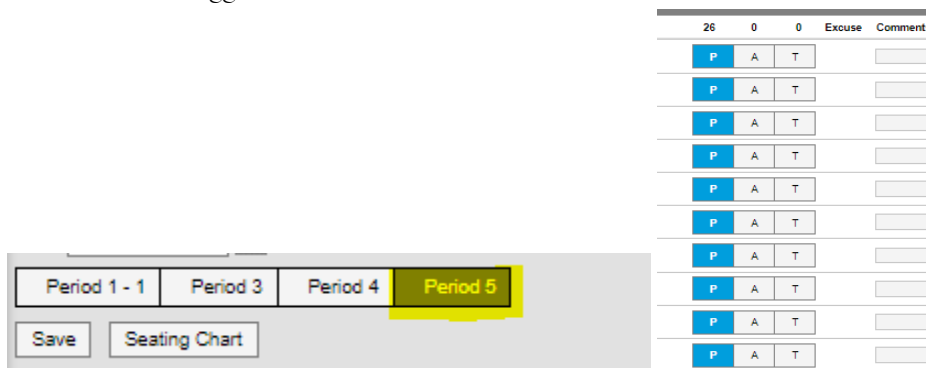 26 0 0 Excuse Comment
P A T
P A T
P A T
P A T
P A T
P A T
P A T
P A T
P A T
P A T
Period 1 - 1 Period 3 Period 4 Period 5
Save Seating Chart